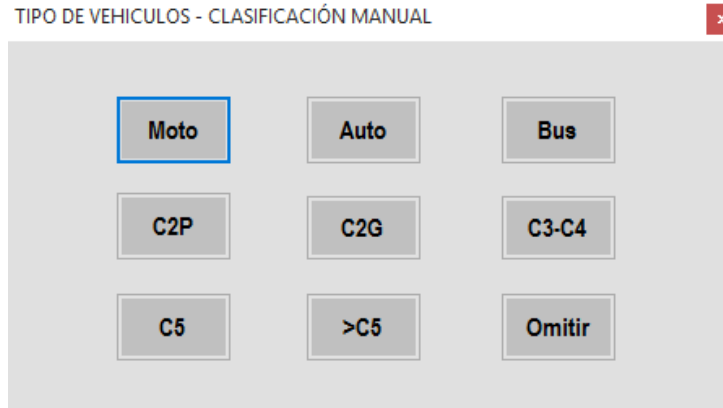 TIPO DE VEHICULOS - CLASIFICACIÓN MANUAL
Moto Auto Bus
C2P C2G C3-C4
C5 >C5 Omitir